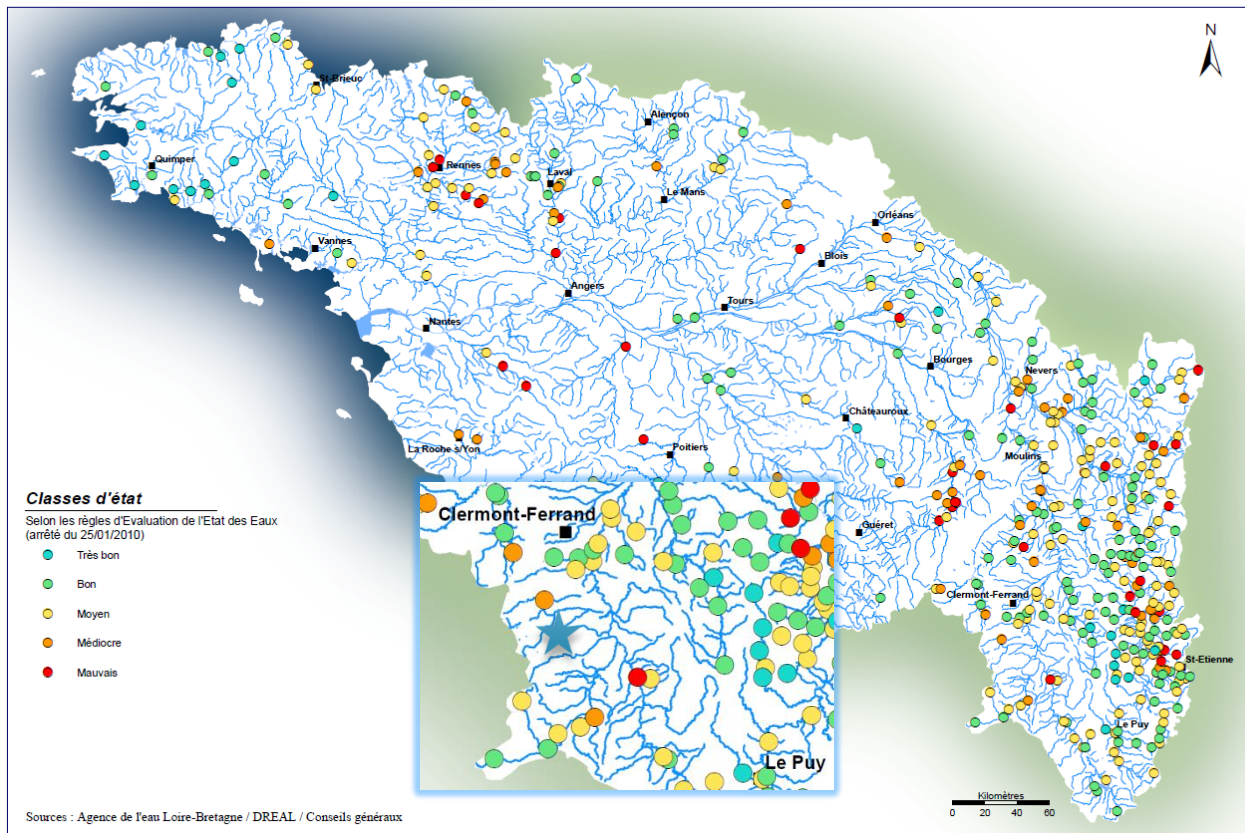 N
St-Brieuc
Alençon
Quimper
Rennes
Laval
Le Mans
Orléans
Vannes
Blois
Angers
Tours
Nantes
Bourges
Nevers
Châteauroux
La Roche s/Yon
Poitiers
Moulins
Classes d'état
Selon les règles d'Evaluation de l'Etat des Eaux
(arrêté du 25/01/2010)
Très bon
Bon
Moyen
Médiocre
Mauvais
Clermont-Ferrand
Le Puy
Guéret
Clermont-Ferrand
St-Etienne
Le Puy
Kilomètres
0 20 40 60
Sources : Agence de l'eau Loire-Bretagne / DREAL / Conseils généraux